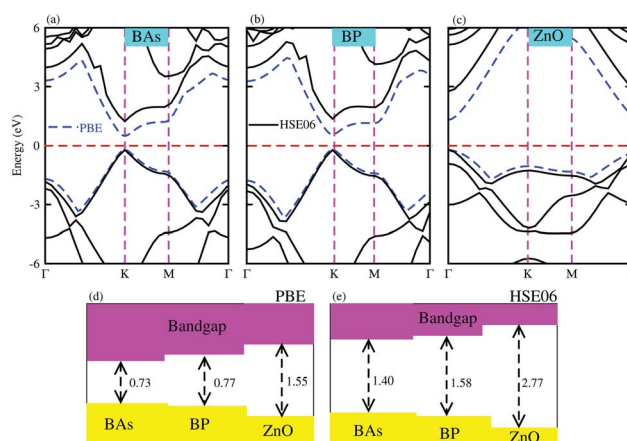 (a) BAs
(b) BP
(c) ZnO
6
3
0
-3
-6
Energy (eV)
PBE
HSE06
Γ K M Γ
Γ K M Γ
Γ K M Γ
(d) PBE
Bandgap
0.73
0.77
1.55
BAs BP ZnO
(e) HSE06
Bandgap
1.40
1.58
2.77
BAs BP ZnO